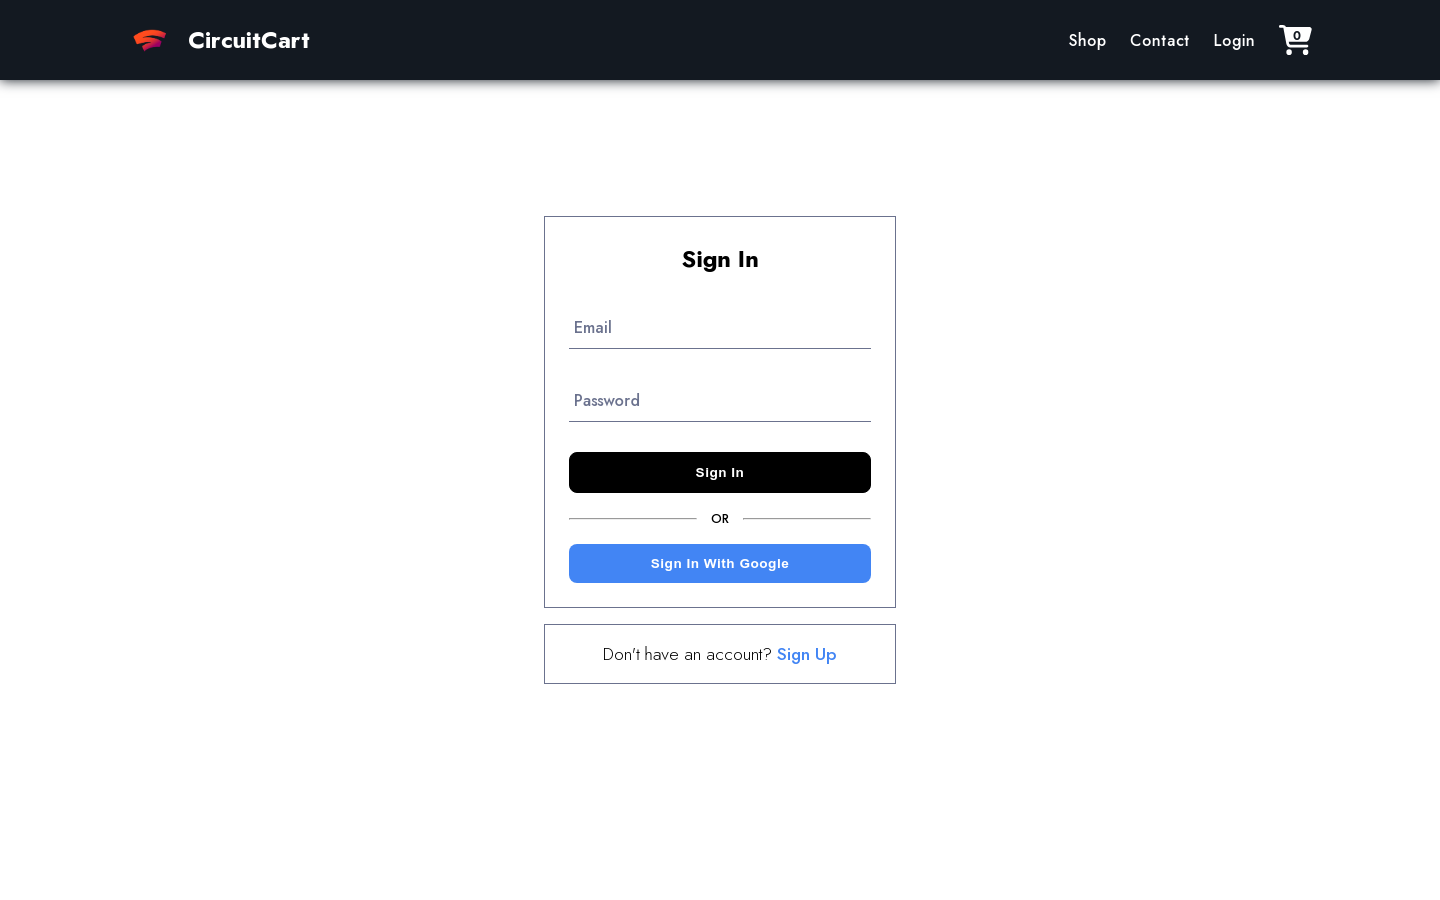 CircuitCart
Shop Contact Login 0
Sign In
Email
Password
Sign In
OR
Sign In With Google
Don't have an account? Sign Up